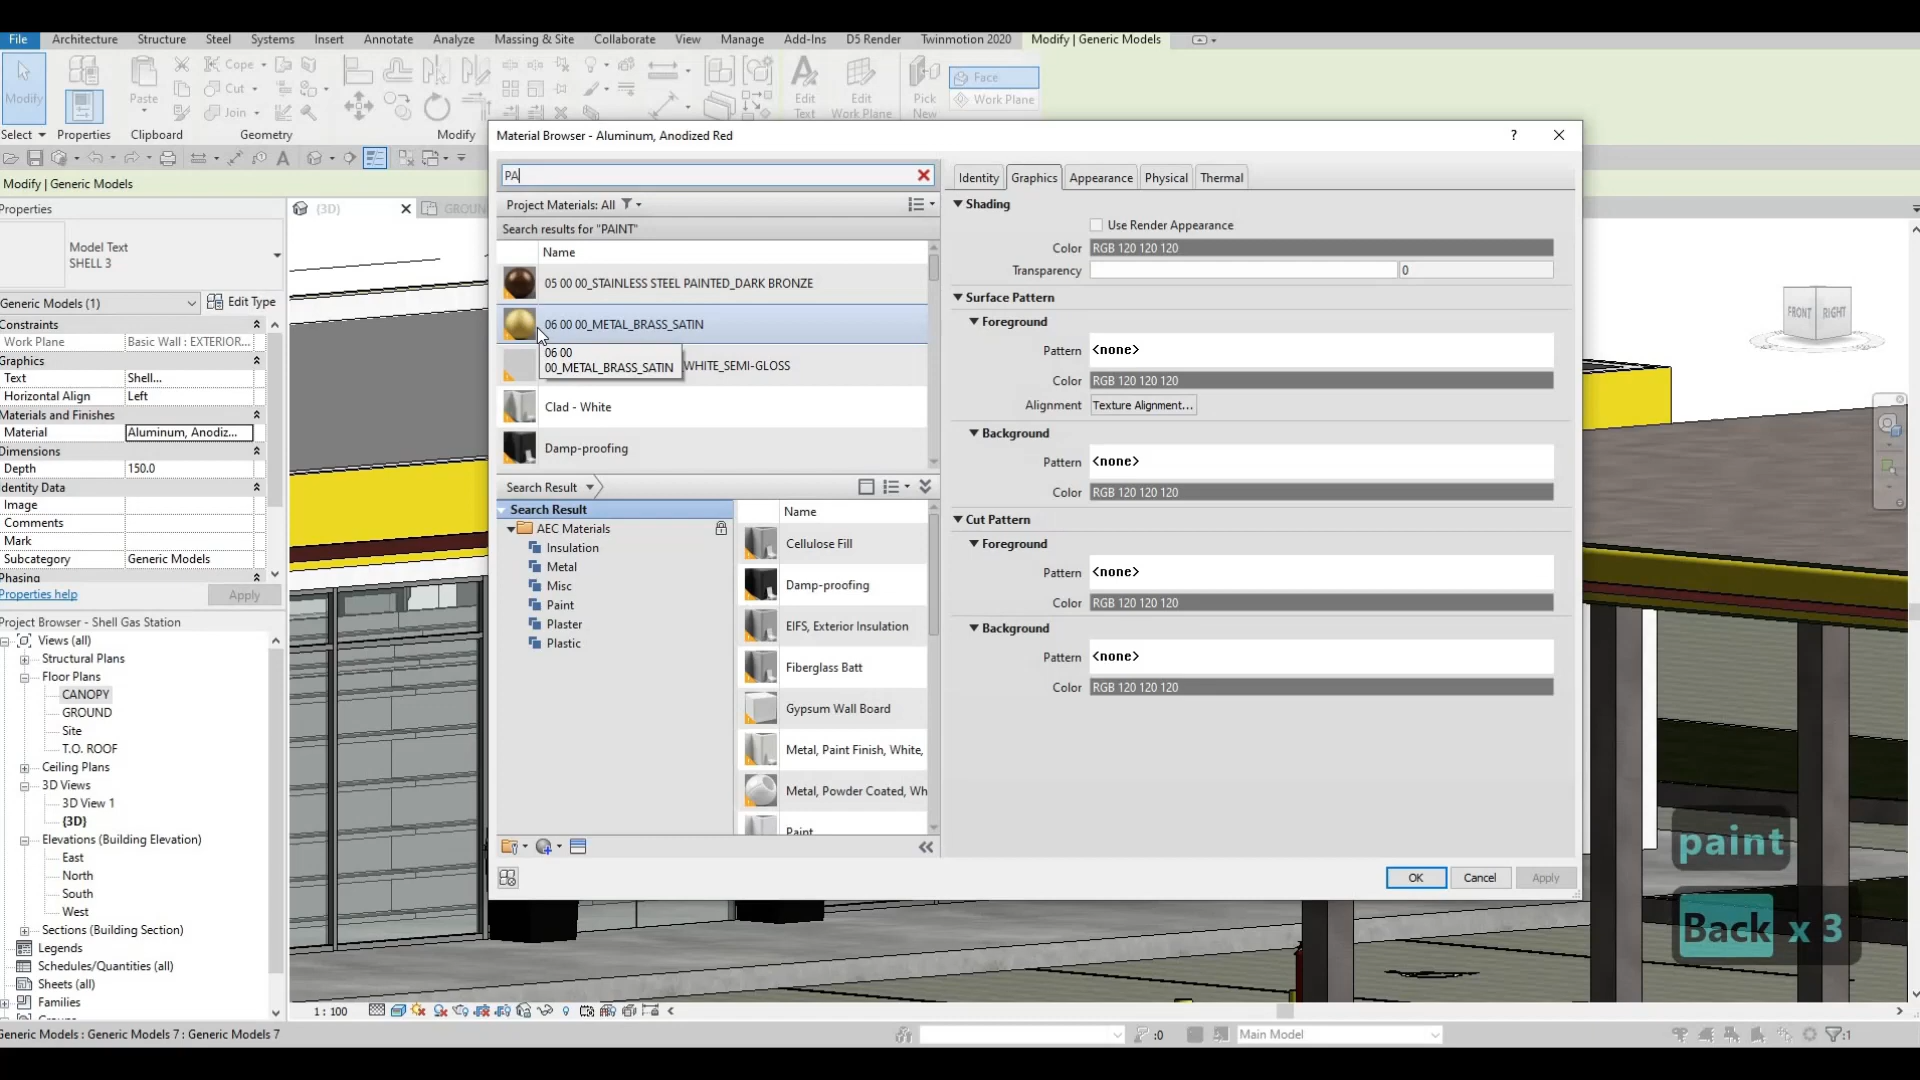 File Architecture Structure Steel Systems Insert Annotate Analyze Massing & Site Collaborate View Manage Add-Ins D5 Render Twinmotion 2020 Modify | Generic Models
Modify Paste Cope Cut Join Edit Text Edit Work Plane Pick New Face Work Plane
Select Properties Clipboard Geometry Modify
Modify | Generic Models
Properties
Model Text
SHELL 3
Generic Models (1) Edit Type
Constraints
Work Plane Basic Wall : EXTERIOR...
Graphics
Text Shell...
Horizontal Align Left
Materials and Finishes
Material Aluminum, Anodiz...
Dimensions
Depth 150.0
Identity Data
Image
Comments
Mark
Subcategory Generic Models
Phasing
Properties help Apply
Project Browser - Shell Gas Station
Views (all)
Structural Plans
Floor Plans
CANOPY
GROUND
Site
T.O. ROOF
Ceiling Plans
3D Views
3D View 1
{3D}
Elevations (Building Elevation)
East
North
South
West
Sections (Building Section)
Legends
Schedules/Quantities (all)
Sheets (all)
Families
{3D} GROUN
Material Browser - Aluminum, Anodized Red ?
PA
Project Materials: All
Search results for "PAINT"
Name
05 00 00_STAINLESS STEEL PAINTED_DARK BRONZE
06 00 00_METAL_BRASS_SATIN
06 00
00_METAL_BRASS_SATIN
WHITE_SEMI-GLOSS
Clad - White
Damp-proofing
Search Result
Search Result
AEC Materials
Insulation
Metal
Misc
Paint
Plaster
Plastic
Name
Cellulose Fill
Damp-proofing
EIFS, Exterior Insulation
Fiberglass Batt
Gypsum Wall Board
Metal, Paint Finish, White,
Metal, Powder Coated, Wh
Paint
Identity Graphics Appearance Physical Thermal
Shading
Use Render Appearance
Color RGB 120 120 120
Transparency 0
Surface Pattern
Foreground
Pattern <none>
Color RGB 120 120 120
Alignment Texture Alignment...
Background
Pattern <none>
Color RGB 120 120 120
Cut Pattern
Foreground
Pattern <none>
Color RGB 120 120 120
Background
Pattern <none>
Color RGB 120 120 120
OK Cancel Apply
FRONT RIGHT
paint
Back x 3
1 : 100
Generic Models : Generic Models 7 : Generic Models 7 :0 Main Model :1